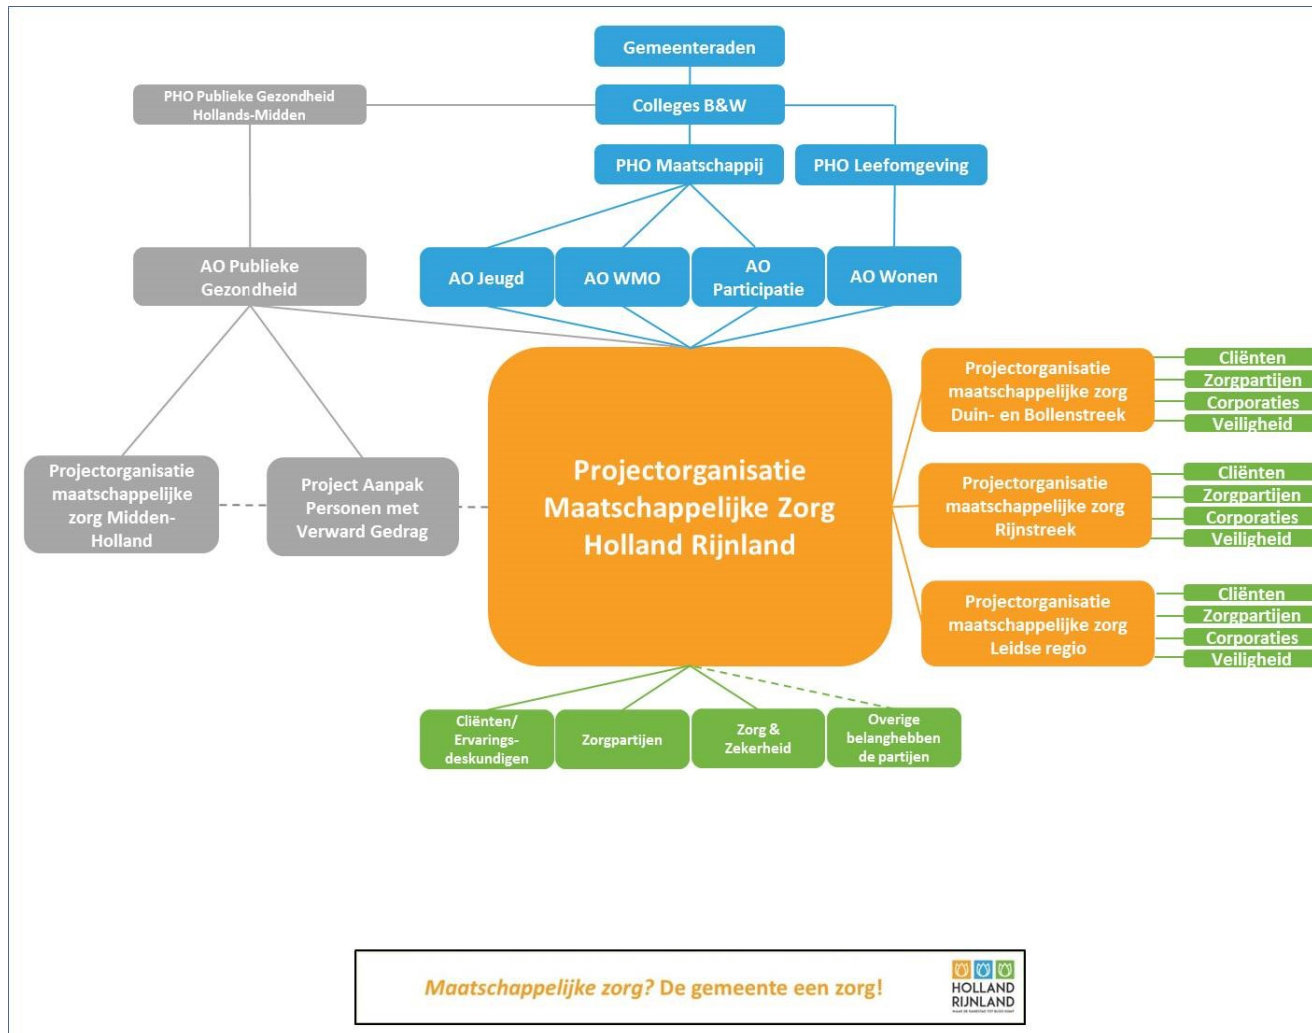 Gemeenteraden
PHO Publieke Gezondheid
Hollands-Midden
Colleges B&W
PHO Maatschappij
PHO Leefomgeving
AO Publieke
Gezondheid
AO Jeugd
AO WMO
AO
Participatie
AO Wonen
Projectorganisatie
maatschappelijke zorg
Duin- en Bollenstreek
Cliënten
Zorgpartijen
Corporaties
Veiligheid
Projectorganisatie
maatschappelijke
zorg Midden-
Holland
Project Aanpak
Personen met
Verward Gedrag
Projectorganisatie
Maatschappelijke Zorg
Holland Rijnland
Projectorganisatie
maatschappelijke zorg
Rijnstreek
Cliënten
Zorgpartijen
Corporaties
Veiligheid
Projectorganisatie
maatschappelijke zorg
Leidse regio
Cliënten
Zorgpartijen
Corporaties
Veiligheid
Cliënten/
Ervarings-
deskundigen
Zorgpartijen
Zorg &
Zekerheid
Overige
belanghebben
de partijen
Maatschappelijke zorg? De gemeente een zorg!
HOLLAND
RIJNLAND